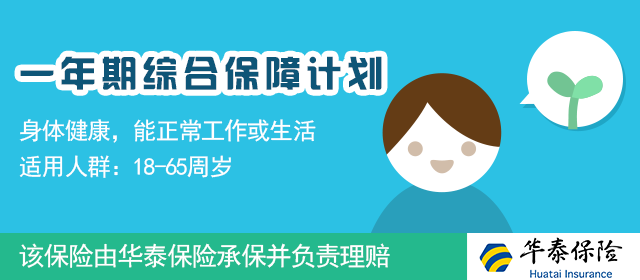 一年期综合保障计划
身体健康，能正常工作或生活
适用人群：18-65周岁
该保险由华泰保险承保并负责理赔
华泰保险
Huatai Insurance